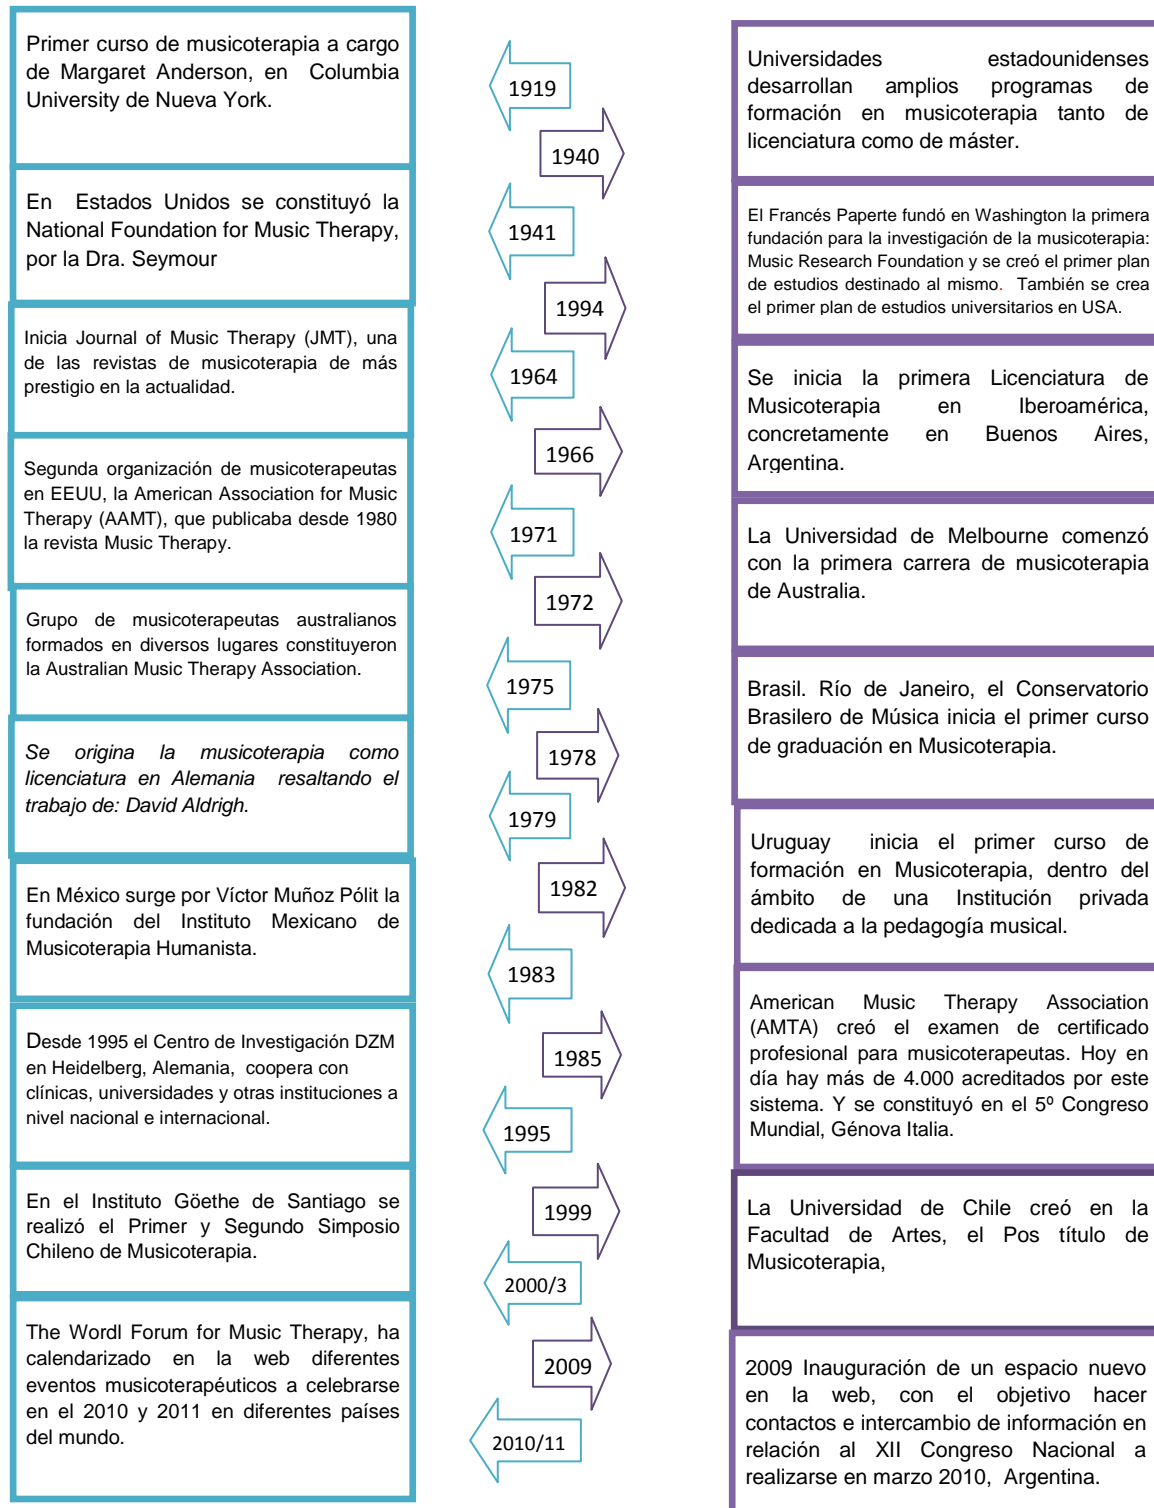 Primer curso de musicoterapia a cargo
de Margaret Anderson, en Columbia
University de Nueva York.
1919
Universidades estadounidenses
desarrollan amplios programas de
formación en musicoterapia tanto de
licenciatura como de máster.
1940
En Estados Unidos se constituyó la
National Foundation for Music Therapy,
por la Dra. Seymour
1941
El Francés Paperte fundó en Washington la primera
fundación para la investigación de la musicoterapia:
Music Research Foundation y se creó el primer plan
de estudios destinado al mismo. También se crea
el primer plan de estudios universitarios en USA.
1994
Inicia Journal of Music Therapy (JMT), una
de las revistas de musicoterapia de más
prestigio en la actualidad.
1964
Se inicia la primera Licenciatura de
Musicoterapia en Iberoamérica,
concretamente en Buenos Aires,
Argentina.
1966
Segunda organización de musicoterapeutas
en EEUU, la American Association for Music
Therapy (AAMT), que publicaba desde 1980
la revista Music Therapy.
1971
La Universidad de Melbourne comenzó
con la primera carrera de musicoterapia
de Australia.
1972
Grupo de musicoterapeutas australianos
formados en diversos lugares constituyeron
la Australian Music Therapy Association.
1975
Brasil. Río de Janeiro, el Conservatorio
Brasilero de Música inicia el primer curso
de graduación en Musicoterapia.
1978
Se origina la musicoterapia como
licenciatura en Alemania resaltando el
trabajo de: David Aldrigh.
1979
Uruguay inicia el primer curso de
formación en Musicoterapia, dentro del
ámbito de una Institución privada
dedicada a la pedagogía musical.
1982
En México surge por Víctor Muñoz Pólit la
fundación del Instituto Mexicano de
Musicoterapia Humanista.
1983
American Music Therapy Association
(AMTA) creó el examen de certificado
profesional para musicoterapeutas. Hoy en
día hay más de 4.000 acreditados por este
sistema. Y se constituyó en el 5º Congreso
Mundial, Génova Italia.
1985
Desde 1995 el Centro de Investigación DZM
en Heidelberg, Alemania, coopera con
clínicas, universidades y otras instituciones a
nivel nacional e internacional.
1995
La Universidad de Chile creó en la
Facultad de Artes, el Pos título de
Musicoterapia,
1999
En el Instituto Göethe de Santiago se
realizó el Primer y Segundo Simposio
Chileno de Musicoterapia.
2000/3
2009 Inauguración de un espacio nuevo
en la web, con el objetivo hacer
contactos e intercambio de información en
relación al XII Congreso Nacional a
realizarse en marzo 2010, Argentina.
2009
The Wordl Forum for Music Therapy, ha
calendarizado en la web diferentes
eventos musicoterapéuticos a celebrarse
en el 2010 y 2011 en diferentes países
del mundo.
2010/11